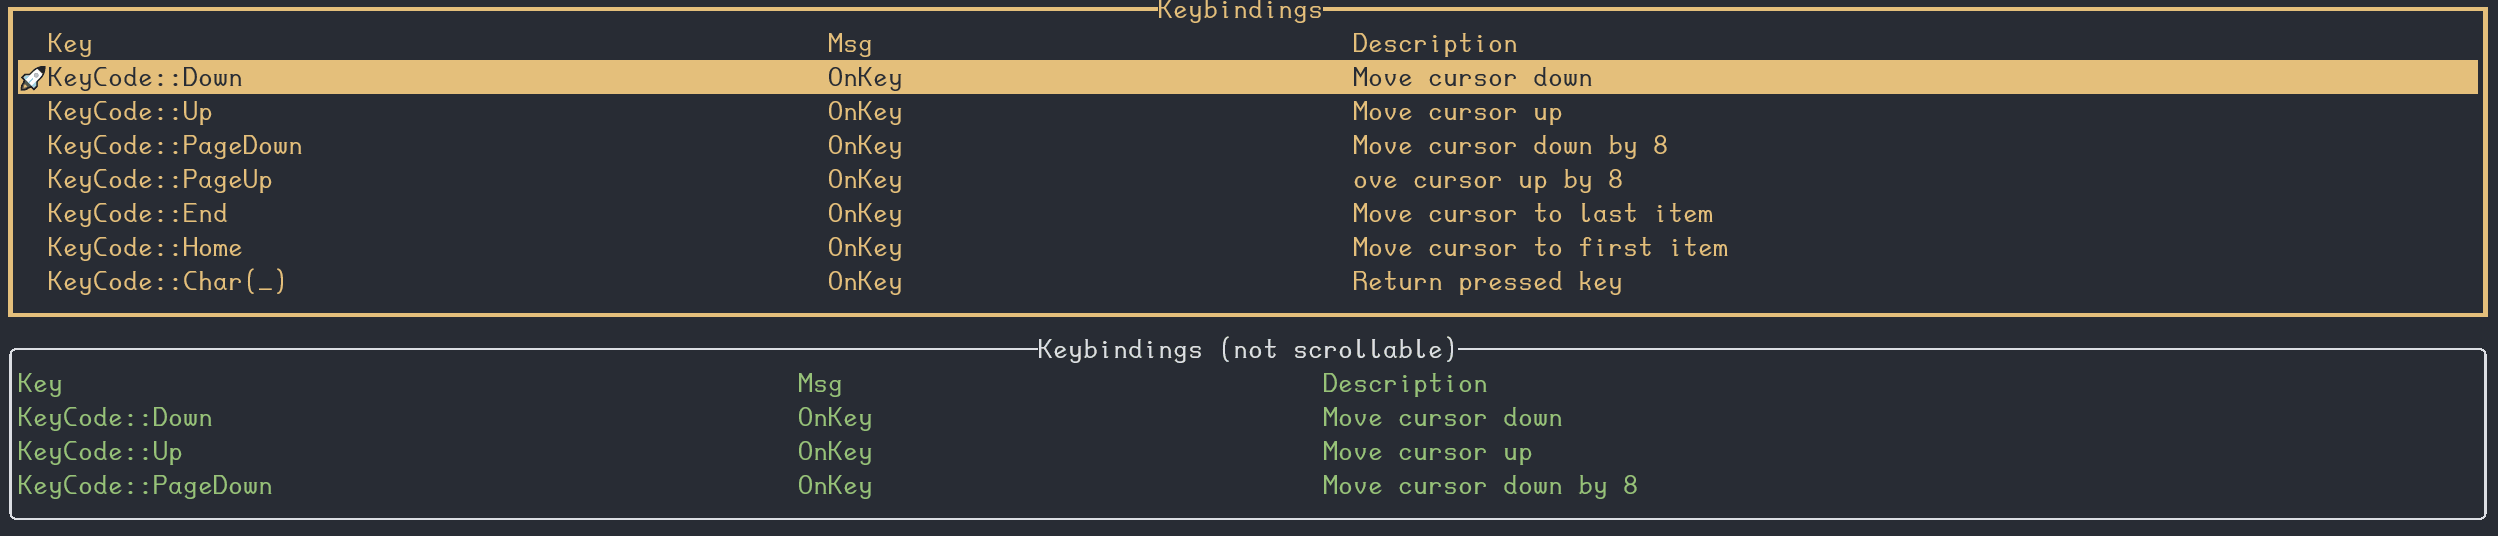 Keybindings
Key Msg Description
KeyCode::Down OnKey Move cursor down
KeyCode::Up OnKey Move cursor up
KeyCode::PageDown OnKey Move cursor down by 8
KeyCode::PageUp OnKey ove cursor up by 8
KeyCode::End OnKey Move cursor to last item
KeyCode::Home OnKey Move cursor to first item
KeyCode::Char(_) OnKey Return pressed key
Keybindings (not scrollable)
Key Msg Description
KeyCode::Down OnKey Move cursor down
KeyCode::Up OnKey Move cursor up
KeyCode::PageDown OnKey Move cursor down by 8